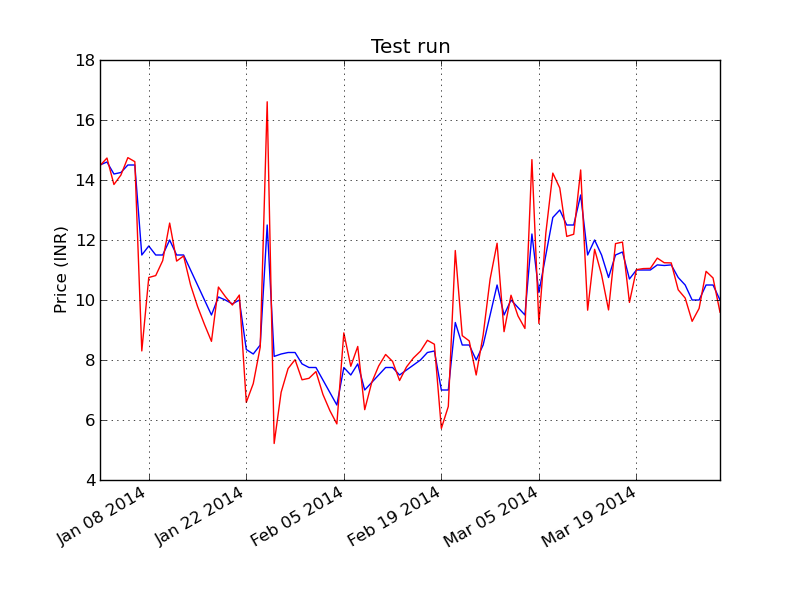 Test run
Price (INR)
18
16
14
12
10
8
6
4
Jan 08 2014
Jan 22 2014
Feb 05 2014
Feb 19 2014
Mar 05 2014
Mar 19 2014